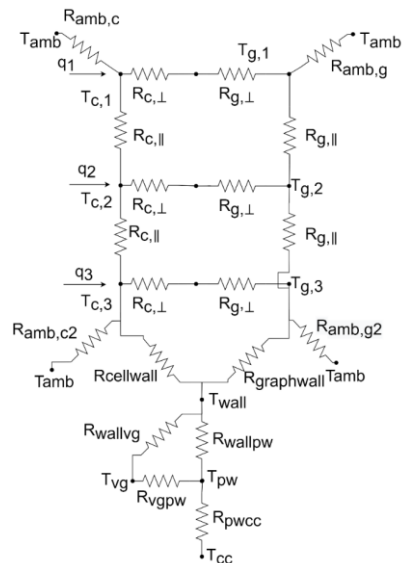 Ramb,c
Tamb
Tamb
q1
Tg,1
Ramb,g
Tc,1
Rc,⊥
Rg,⊥
Rc,∥
Rg,∥
q2
Tc,2
Rc,⊥
Rg,⊥
Tg,2
Rc,∥
Rg,∥
q3
Tg,3
Tc,3
Rc,⊥
Rg,⊥
Ramb,c2
Ramb,g2
Tamb
Rcellwall
Rgraphwall
Tamb
Twall
Rwallvg
Rwallpw
Tvg
Rvgpw
Tpw
Rpwcc
Tcc